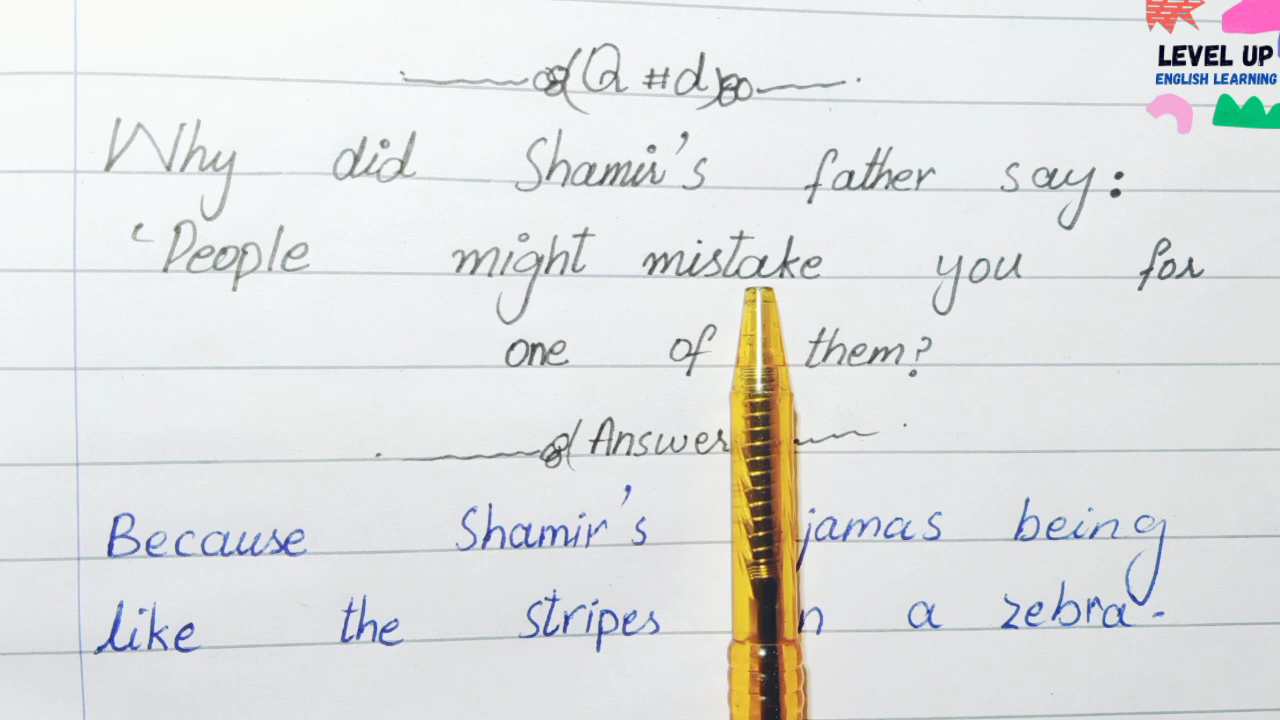 LEVEL UP
ENGLISH LEARNING
(Q #d)
Why did Shamir's father say:
‘People might mistake you for
one of them?
(Answer
Because Shamir's jamas being
like the stripes n a zebra.